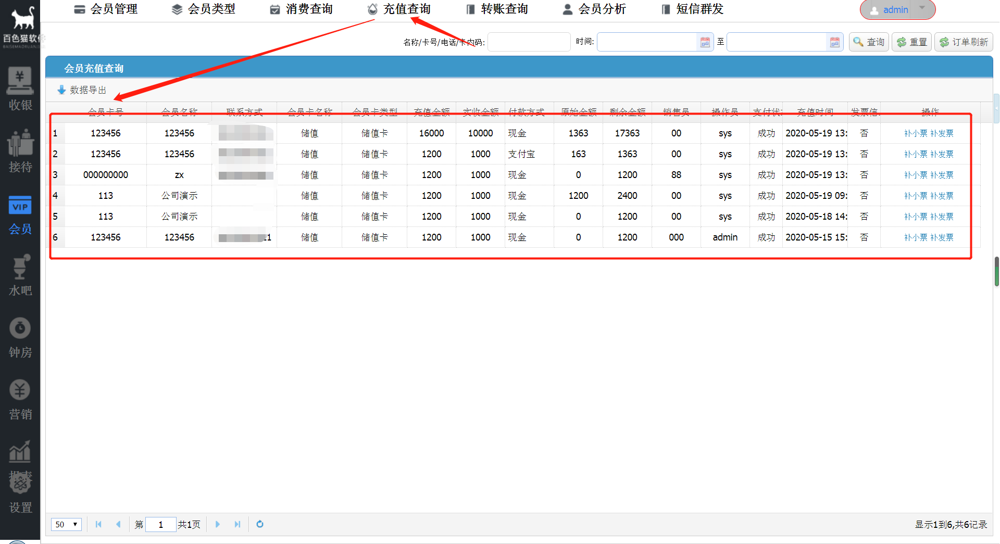 会员管理 会员类型 消费查询 充值查询 转账查询 会员分析 短信群发 admin
百色猫软件
BAISEMAORUANJIAN
名称/卡号/电话/卡内码: 时间: 至 查询 重置 订单刷新
会员充值查询
数据导出
会员卡号 会员名称 联系方式 会员卡名称 会员卡类型 充值金额 实收金额 付款方式 原始金额 剩余金额 销售员 操作员 支付状 充值时间 发票信 操作
1 123456 123456 储值 储值卡 16000 10000 现金 1363 17363 00 sys 成功 2020-05-19 13: 否 补小票 补发票
2 123456 123456 储值 储值卡 1200 1000 支付宝 163 1363 00 sys 成功 2020-05-19 13: 否 补小票 补发票
3 000000000 zx 储值 储值卡 1200 1000 现金 0 1200 88 sys 成功 2020-05-19 13: 否 补小票 补发票
4 113 公司演示 储值 储值卡 1200 1000 现金 1200 2400 00 sys 成功 2020-05-19 09: 否 补小票 补发票
5 113 公司演示 储值 储值卡 1200 1000 现金 0 1200 00 sys 成功 2020-05-18 14: 否 补小票 补发票
6 123456 123456 11 储值 储值卡 1200 1000 现金 0 1200 000 admin 成功 2020-05-15 15: 否 补小票 补发票
收银
接待
VIP
会员
水吧
钟房
营销
报表
设置
50 第 1 共1页 显示1到6,共6记录